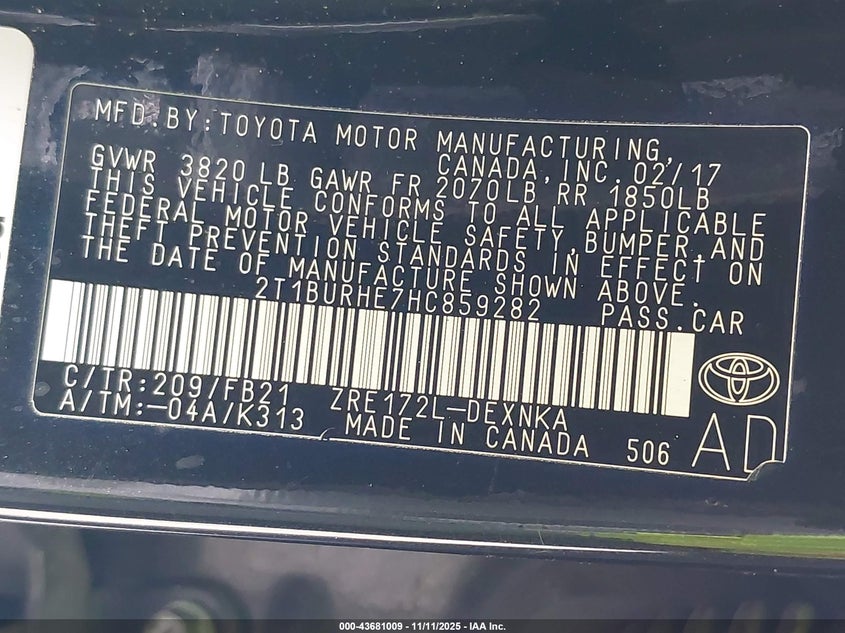 MFD.BY:TOYOTA MOTOR MANUFACTURING,
CANADA,INC.02/17
GVWR 3820 LB GAWR FR 2070LB RR 1850LB
THIS VEHICLE CONFORMS TO ALL APPLICABLE
FEDERAL MOTOR VEHICLE SAFETY,BUMPER,AND
THEFT PREVENTION STANDARDS IN EFFECT ON
THE DATE OF MANUFACTURE SHOWN ABOVE.
2T1BURHE7HC859282 PASS.CAR
C/TR:209/FB21 ZRE172L-DEXNKA
A/TM:-04A/K313 MADE IN CANADA 506 AD
000-43681009 - 11/11/2025 - IAA Inc.